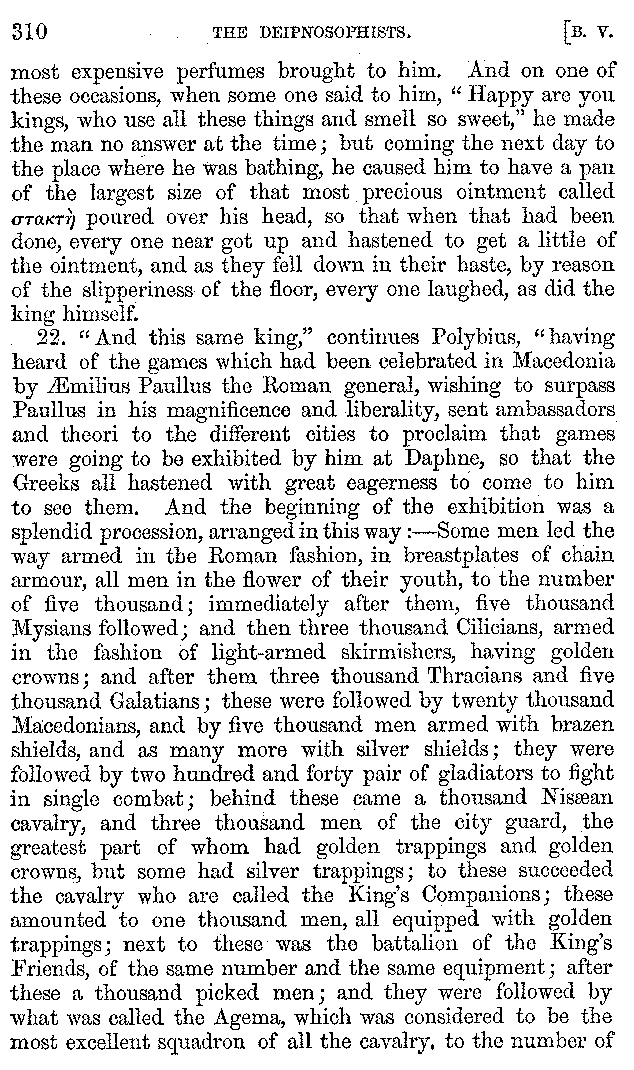 310 THE DEIPNOSOPHISTS. [B. V.
most expensive perfumes brought to him. And on one of
these occasions, when some one said to him, “ Happy are you
kings, who use all these things and smell so sweet,” he made
the man no answer at the time; but coming the next day to
the place where he was bathing, he caused him to have a pan
of the largest size of that most precious ointment called
στακτὴ poured over his head, so that when that had been
done, every one near got up and hastened to get a little of
the ointment, and as they fell down in their haste, by reason
of the slipperiness of the floor, every one laughed, as did the
king himself.
22. “And this same king,” continues Polybius, “having
heard of the games which had been celebrated in Macedonia
by Æmilius Paullus the Roman general, wishing to surpass
Paullus in his magnificence and liberality, sent ambassadors
and theori to the different cities to proclaim that games
were going to be exhibited by him at Daphne, so that the
Greeks all hastened with great eagerness to come to him
to see them. And the beginning of the exhibition was a
splendid procession, arranged in this way :—Some men led the
way armed in the Roman fashion, in breastplates of chain
armour, all men in the flower of their youth, to the number
of five thousand; immediately after them, five thousand
Mysians followed; and then three thousand Cilicians, armed
in the fashion of light-armed skirmishers, having golden
crowns; and after them three thousand Thracians and five
thousand Galatians; these were followed by twenty thousand
Macedonians, and by five thousand men armed with brazen
shields, and as many more with silver shields; they were
followed by two hundred and forty pair of gladiators to fight
in single combat; behind these came a thousand Nisæan
cavalry, and three thousand men of the city guard, the
greatest part of whom had golden trappings and golden
crowns, but some had silver trappings; to these succeeded
the cavalry who are called the King’s Companions; these
amounted to one thousand men, all equipped with golden
trappings; next to these was the battalion of the King’s
Friends, of the same number and the same equipment; after
these a thousand picked men; and they were followed by
what was called the Agema, which was considered to be the
most excellent squadron of all the cavalry, to the number of